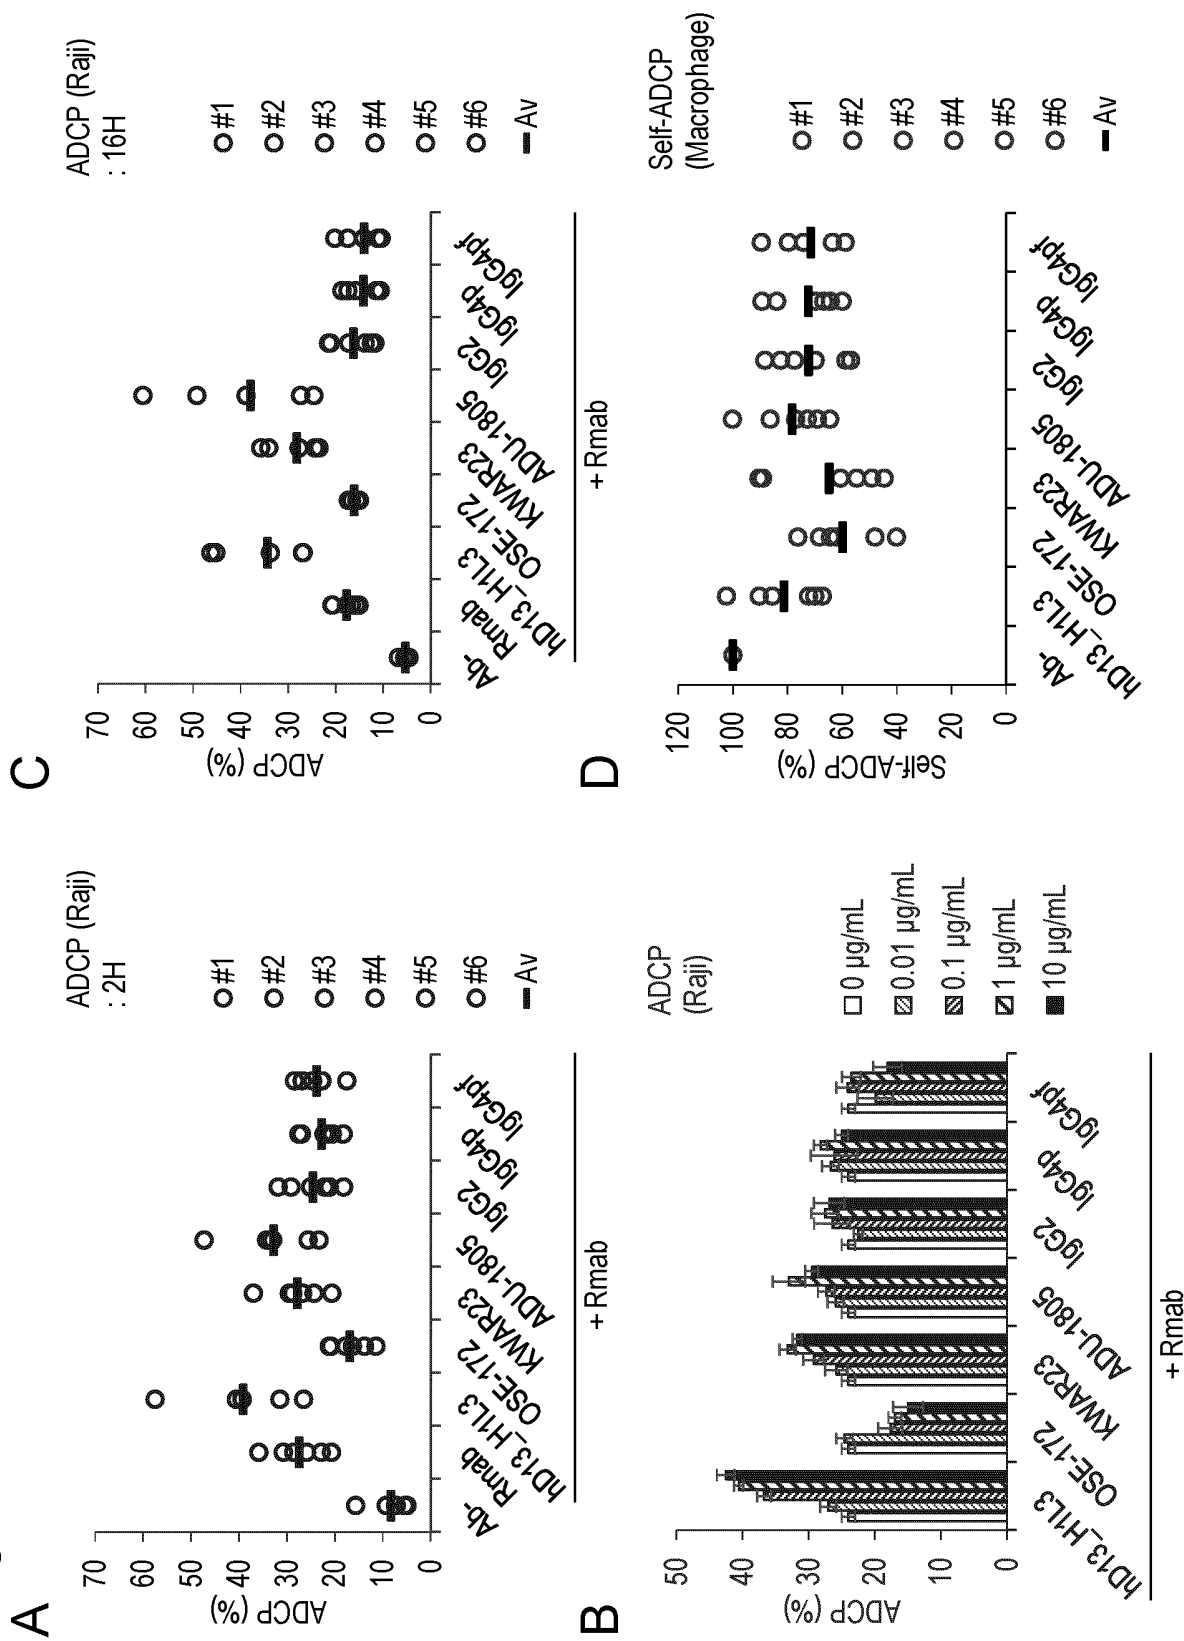 A
ADCP (Raji)
: 2H
ADCP (%)
70
60
50
40
30
20
10
0
Ab-
Rmab
hD13_H1L3
OSE-172
KWAR23
ADU-1805
IgG2
IgG4p
IgG4pf
+ Rmab
#1
#2
#3
#4
#5
#6
Av
B
ADCP
(Raji)
ADCP (%)
50
40
30
20
10
0
hD13_H1L3
OSE-172
KWAR23
ADU-1805
IgG2
IgG4p
IgG4pf
+ Rmab
0 µg/mL
0.01 µg/mL
0.1 µg/mL
1 µg/mL
10 µg/mL
C
ADCP (Raji)
: 16H
ADCP (%)
70
60
50
40
30
20
10
0
Ab-
Rmab
hD13_H1L3
OSE-172
KWAR23
ADU-1805
IgG2
IgG4p
IgG4pf
+ Rmab
#1
#2
#3
#4
#5
#6
Av
D
Self-ADCP
(Macrophage)
Self-ADCP (%)
120
100
80
60
40
20
0
Ab-
hD13_H1L3
OSE-172
KWAR23
ADU-1805
IgG2
IgG4p
IgG4pf
#1
#2
#3
#4
#5
#6
Av